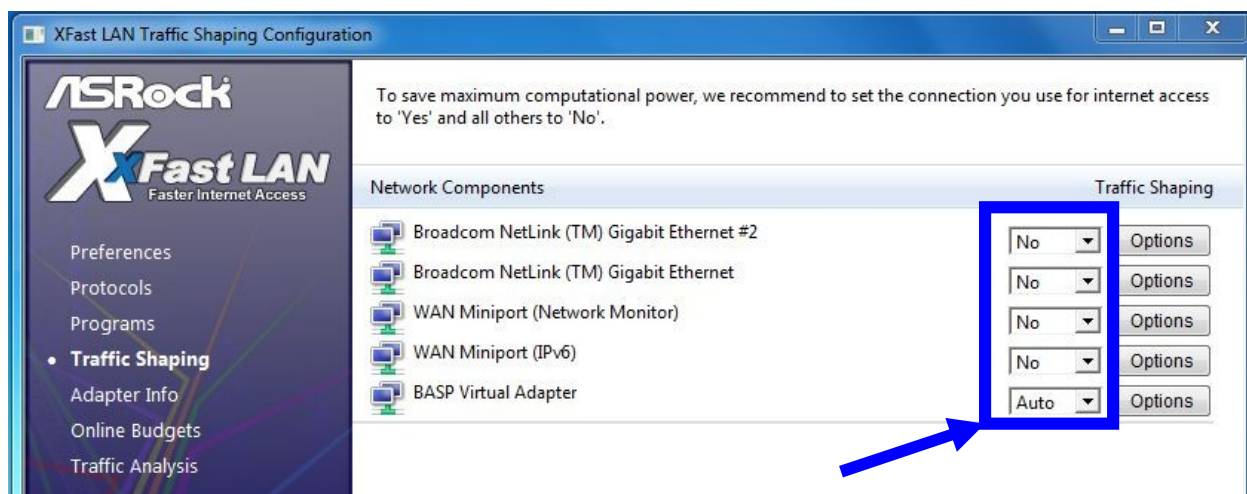 XFast LAN Traffic Shaping Configuration
ASRock
XFast LAN
Faster Internet Access
Preferences
Protocols
Programs
Traffic Shaping
Adapter Info
Online Budgets
Traffic Analysis
To save maximum computational power, we recommend to set the connection you use for internet access
to 'Yes' and all others to 'No'.
Network Components Traffic Shaping
Broadcom NetLink (TM) Gigabit Ethernet #2 No Options
Broadcom NetLink (TM) Gigabit Ethernet No Options
WAN Miniport (Network Monitor) No Options
WAN Miniport (IPv6) No Options
BASP Virtual Adapter Auto Options